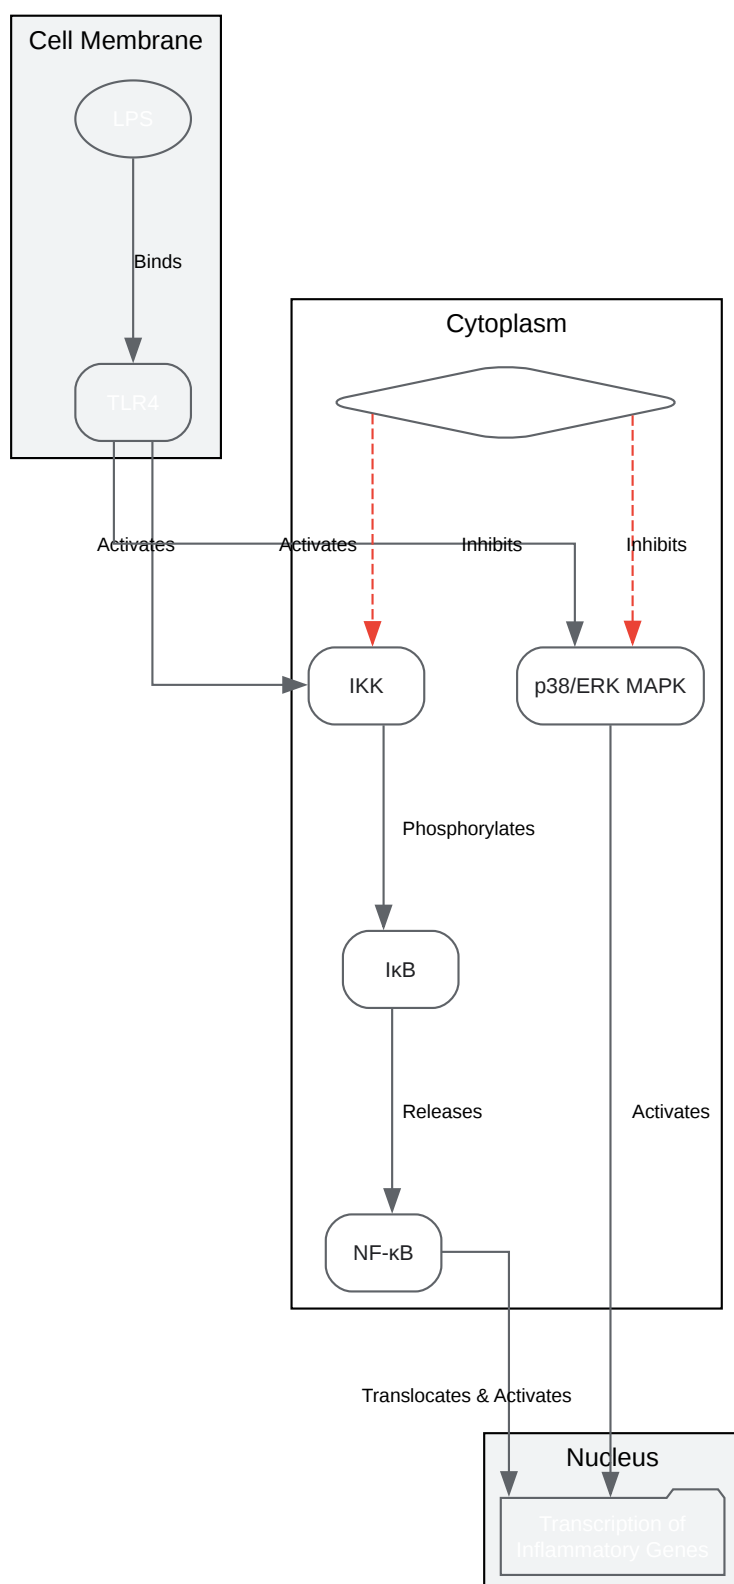 Cell Membrane
LPS
Binds
Cytoplasm
TLR4
Activates
Activates
Inhibits
Inhibits
IKK
p38/ERK MAPK
Phosphorylates
IκB
Releases
Activates
NF-κB
Translocates & Activates
Nucleus
Transcription of
Inflammatory Genes